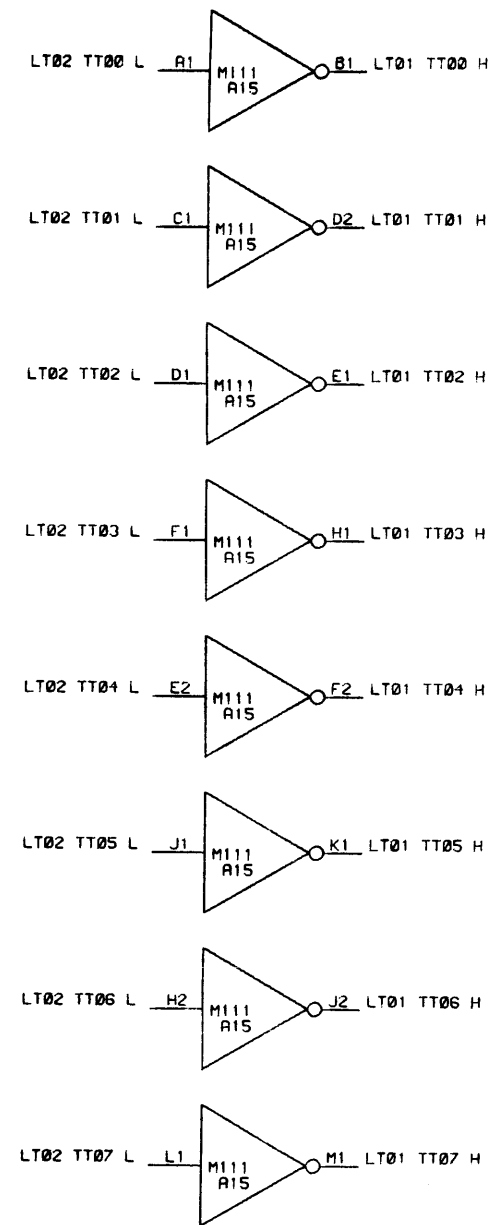 LT02 TT00 L A1 M111 B1 LT01 TT00 H
A15
LT02 TT01 L C1 M111 D2 LT01 TT01 H
A15
LT02 TT02 L D1 M111 E1 LT01 TT02 H
A15
LT02 TT03 L F1 M111 H1 LT01 TT03 H
A15
LT02 TT04 L E2 M111 F2 LT01 TT04 H
A15
LT02 TT05 L J1 M111 K1 LT01 TT05 H
A15
LT02 TT06 L H2 M111 J2 LT01 TT06 H
A15
LT02 TT07 L L1 M111 M1 LT01 TT07 H
A15